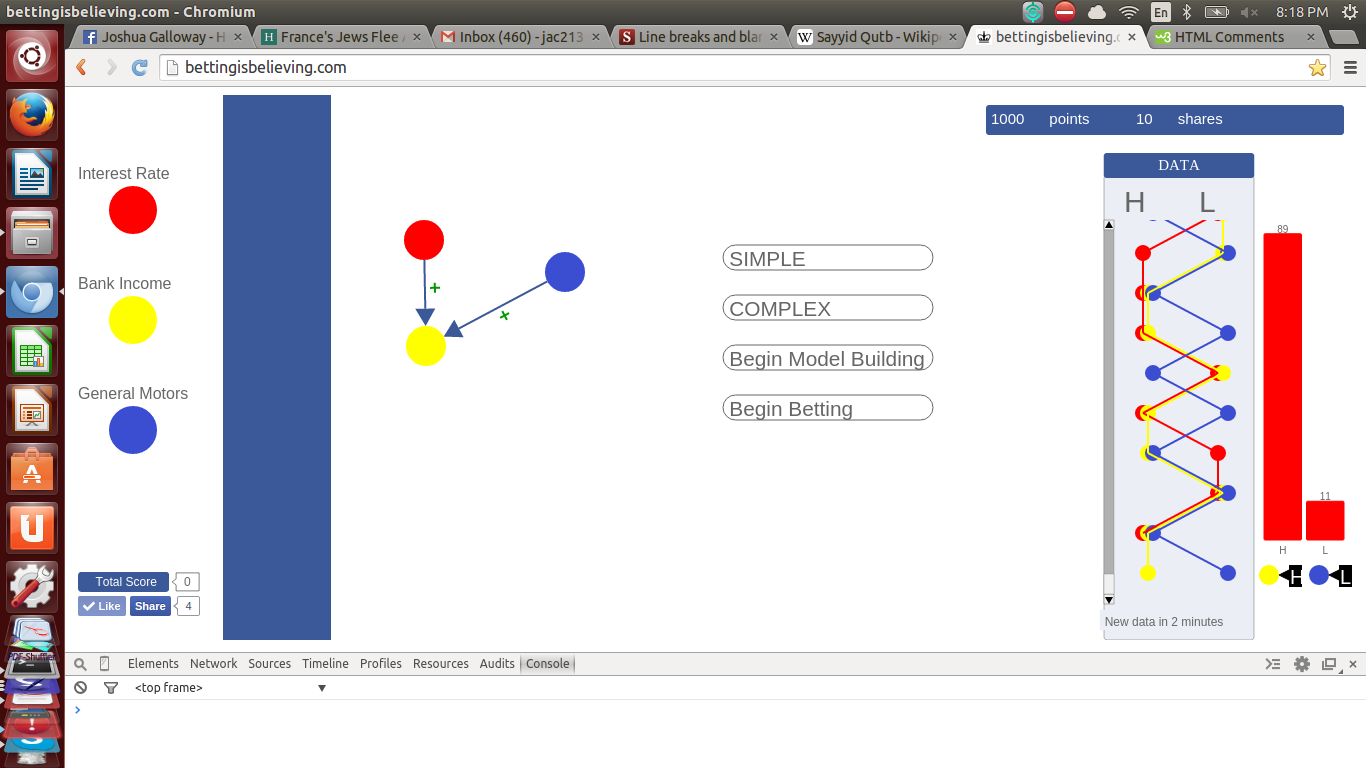 bettingisbelieving.com - Chromium
En
8:18 PM
Joshua Galloway - H
France's Jews Flee A
Inbox (460) - jac213
Line breaks and blan
Sayyid Qutb - Wikip
bettingisbelieving.c
HTML Comments
bettingisbelieving.com
1000 points 10 shares
DATA
H L
Interest Rate
Bank Income
General Motors
+
+
SIMPLE
COMPLEX
Begin Model Building
Begin Betting
89
11
H L
H L
New data in 2 minutes
Total Score 0
Like Share 4
Elements Network Sources Timeline Profiles Resources Audits Console
<top frame>